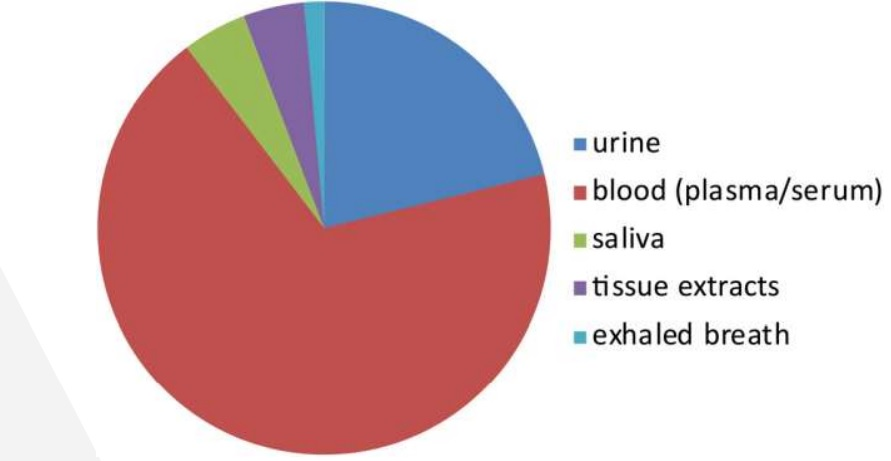 urine
blood (plasma/serum)
saliva
tissue extracts
exhaled breath